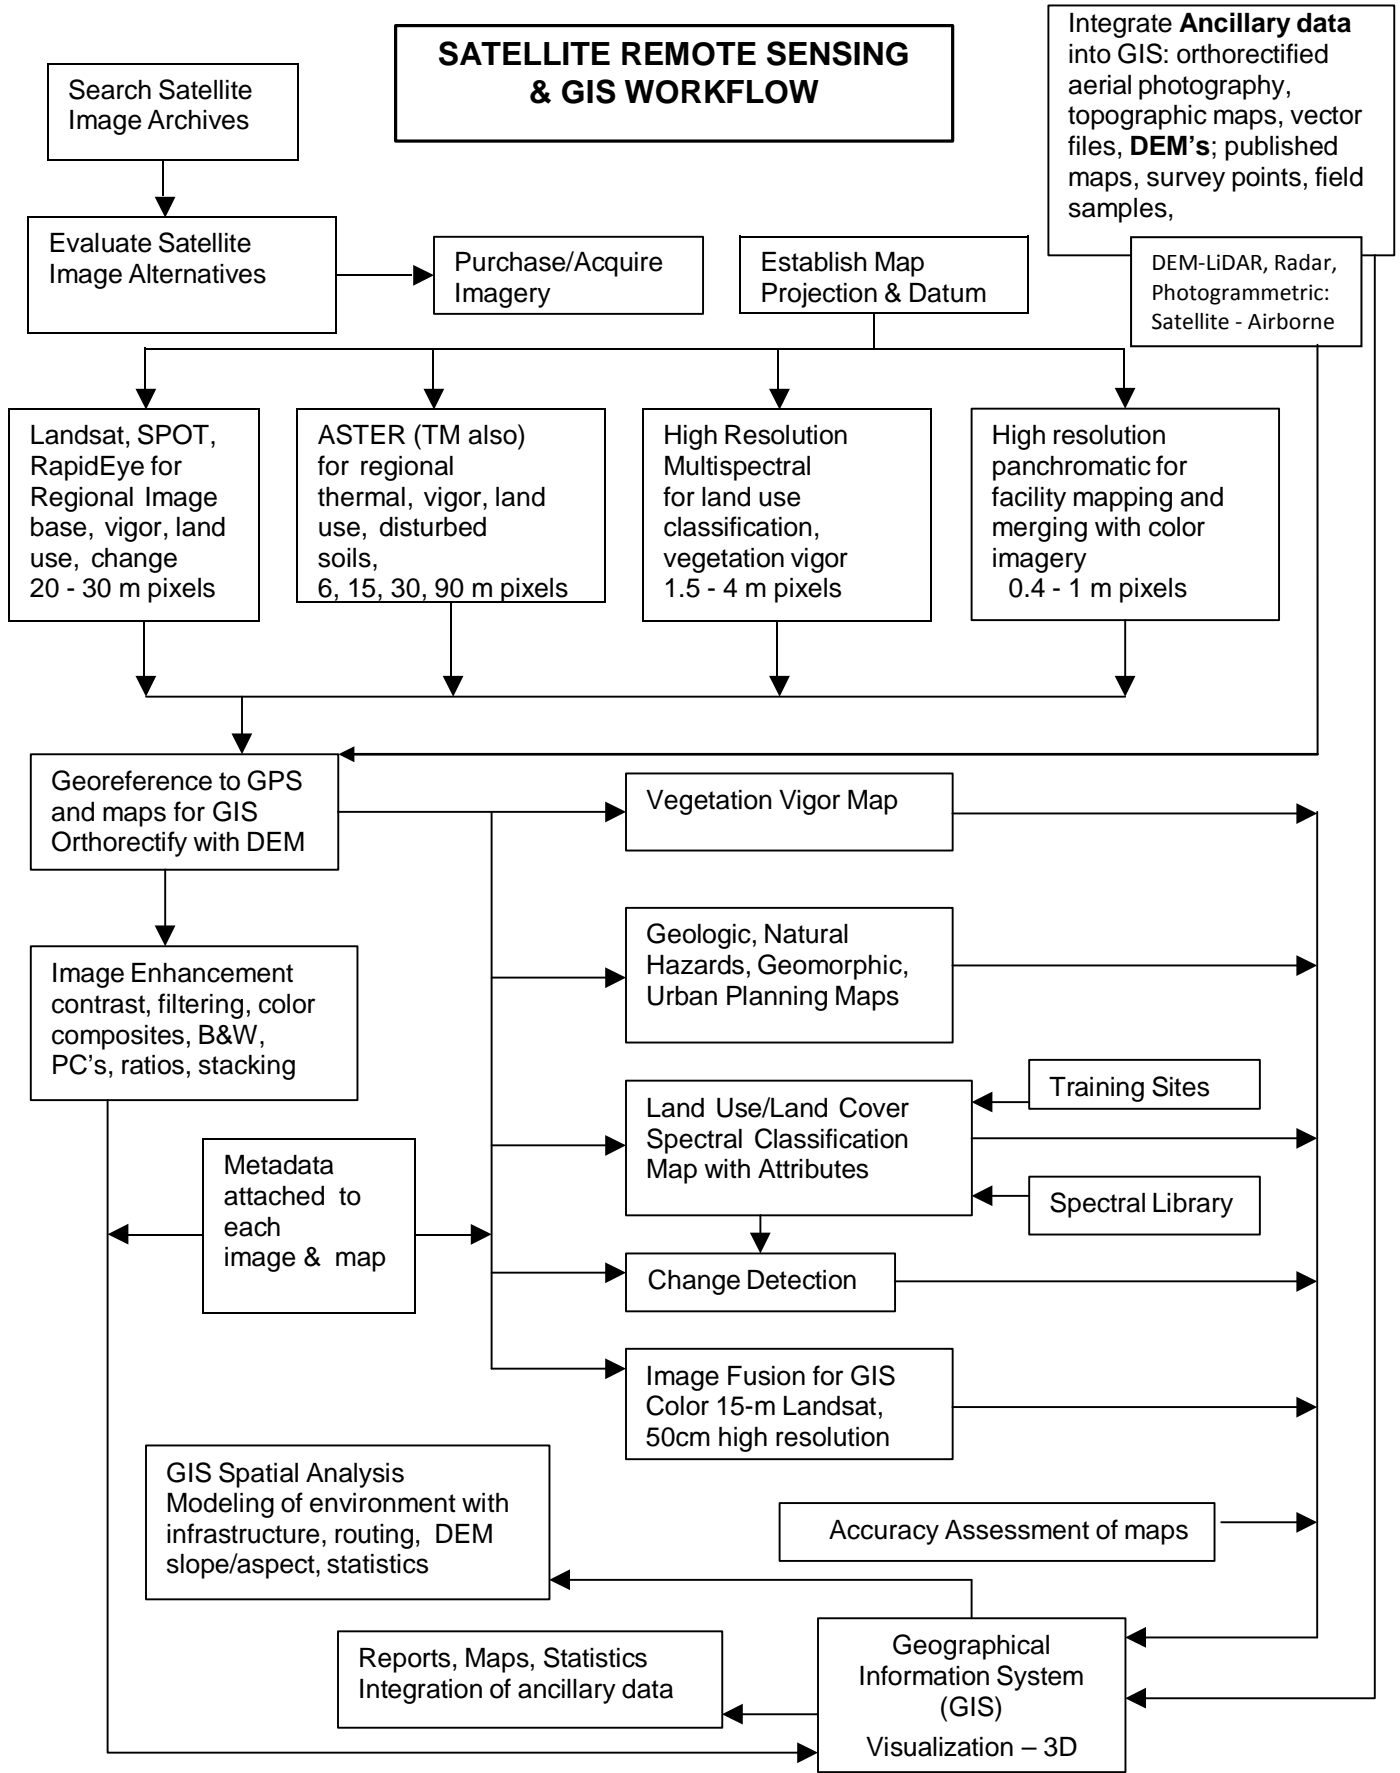 SATELLITE REMOTE SENSING
& GIS WORKFLOW
Integrate Ancillary data
into GIS: orthorectified
aerial photography,
topographic maps, vector
files, DEM’s; published
maps, survey points, field
samples,
Search Satellite
Image Archives
Evaluate Satellite
Image Alternatives
Purchase/Acquire
Imagery
Establish Map
Projection & Datum
DEM-LiDAR, Radar,
Photogrammetric:
Satellite - Airborne
Landsat, SPOT,
RapidEye for
Regional Image
base, vigor, land
use, change
20 - 30 m pixels
ASTER (TM also)
for regional
thermal, vigor, land
use, disturbed
soils,
6, 15, 30, 90 m pixels
High Resolution
Multispectral
for land use
classification,
vegetation vigor
1.5 - 4 m pixels
High resolution
panchromatic for
facility mapping and
merging with color
imagery
0.4 - 1 m pixels
Georeference to GPS
and maps for GIS
Orthorectify with DEM
Vegetation Vigor Map
Image Enhancement
contrast, filtering, color
composites, B&W,
PC’s, ratios, stacking
Geologic, Natural
Hazards, Geomorphic,
Urban Planning Maps
Land Use/Land Cover
Spectral Classification
Map with Attributes
Training Sites
Spectral Library
Metadata
attached to
each
image & map
Change Detection
Image Fusion for GIS
Color 15-m Landsat,
50cm high resolution
GIS Spatial Analysis
Modeling of environment with
infrastructure, routing, DEM
slope/aspect, statistics
Accuracy Assessment of maps
Reports, Maps, Statistics
Integration of ancillary data
Geographical
Information System
(GIS)
Visualization – 3D